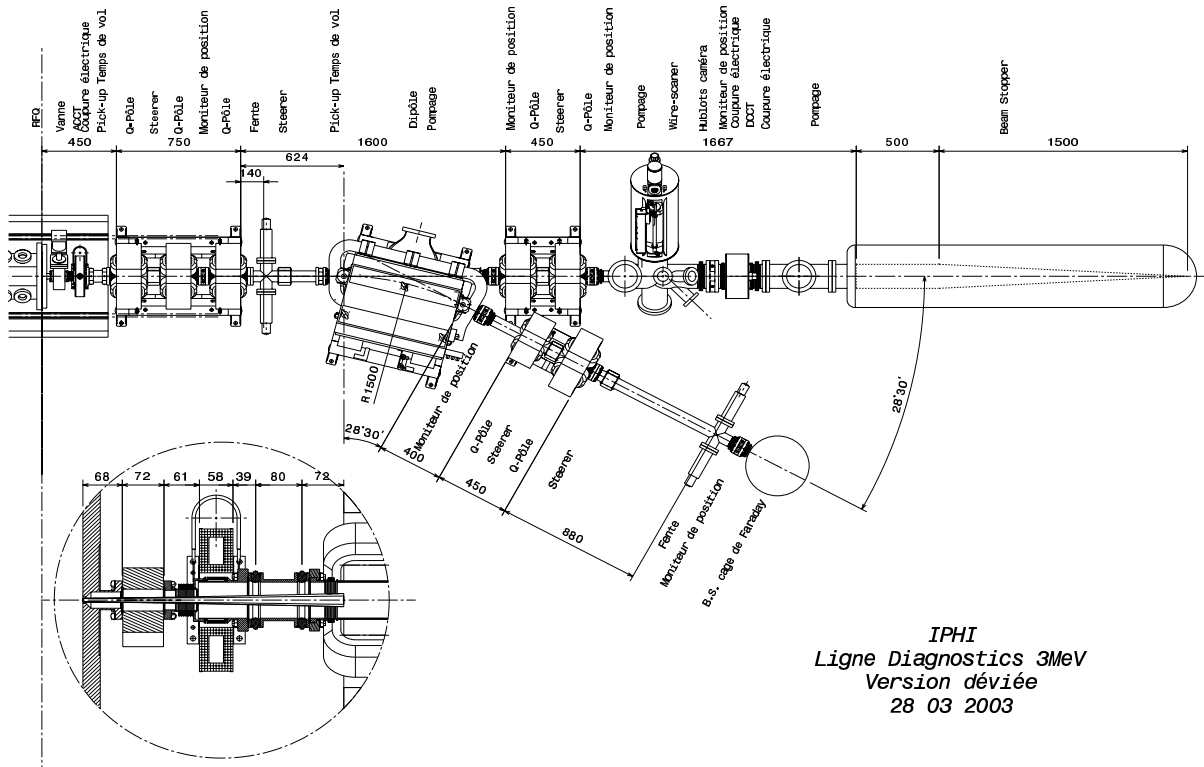 RFQ
Vanne
ACCT
Coupure électrique
Pick-up Temps de vol
Q-Pôle
Steerer
Q-Pôle
Moniteur de position
Q-Pôle
Fente
Steerer
Pick-up Temps de vol
Dipôle
Pompage
Moniteur de position
Q-Pôle
Steerer
Q-Pôle
Moniteur de position
Pompage
Wire-scaner
Hublots caméra
Moniteur de position
Coupure électrique
DCCT
Coupure électrique
Pompage
Beam Stopper
450
750
1600
450
1667
500
1500
624
140
R1500
28°30'
28°30'
Moniteur de position
400
Q-Pôle
Steerer
Q-Pôle
450
Steerer
880
Fente
Moniteur de position
B.s. cage de Faraday
68
72
61
58
39
80
72
IPHI
Ligne Diagnostics 3MeV
Version déviée
28 03 2003